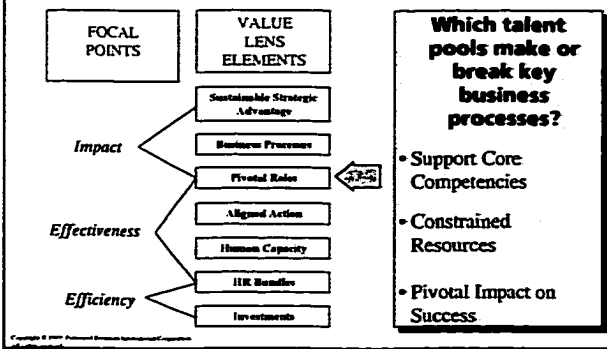 FOCAL
POINTS
VALUE
LENS
ELEMENTS
Sustainable Strategic
Advantage
Business Processes
Pivotal Roles
Aligned Action
Human Capacity
HR Bundles
Investments
Impact
Effectiveness
Efficiency
Which talent
pools make or
break key
business
processes?
• Support Core
Competencies
• Constrained
Resources
• Pivotal Impact on
Success